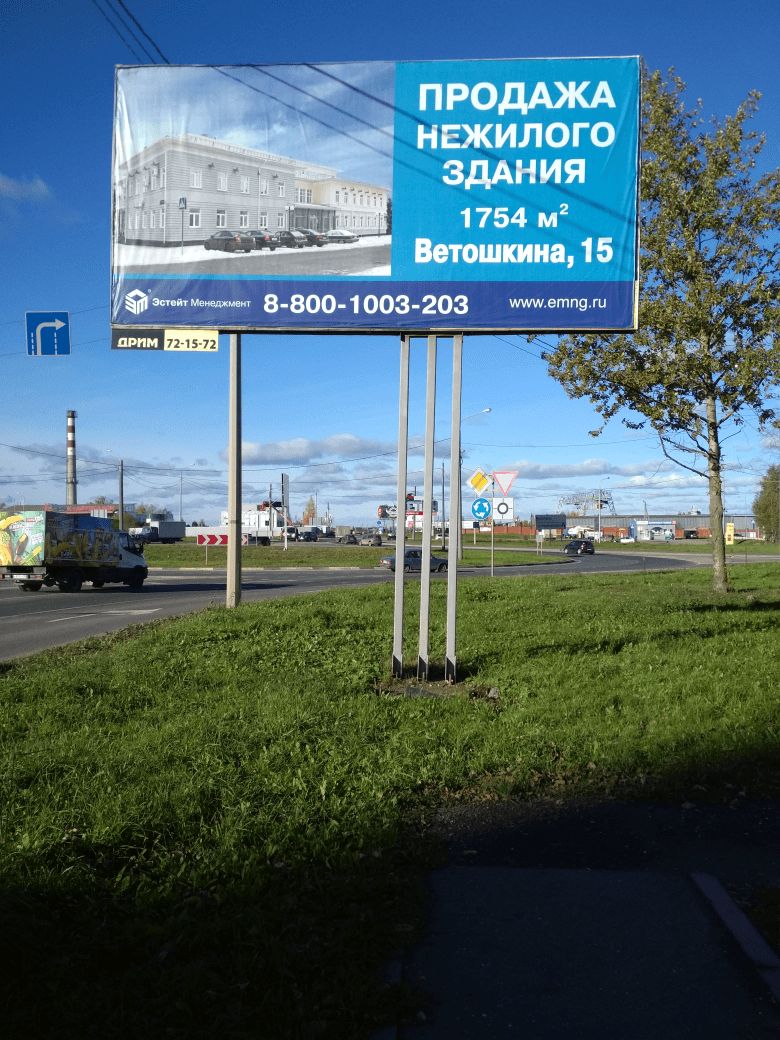 ПРОДАЖА
НЕЖИЛОГО
ЗДАНИЯ
1754 м²
Ветошкина, 15
Эстейт Менеджмент 8-800-1003-203 www.emng.ru
ДРИМ 72-15-72